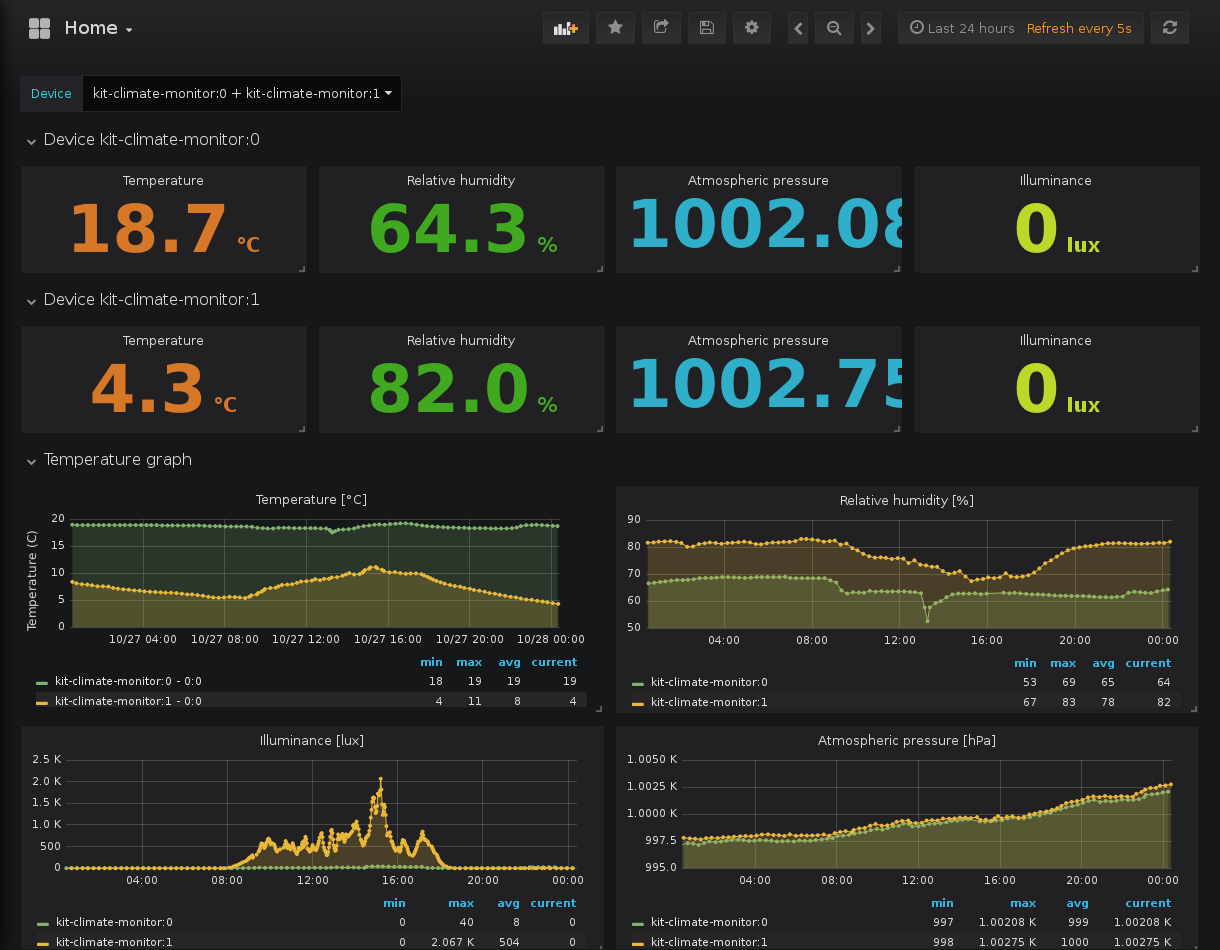 Home
Last 24 hours Refresh every 5s
Device kit-climate-monitor:0 + kit-climate-monitor:1
Device kit-climate-monitor:0
Temperature Relative humidity Atmospheric pressure Illuminance
18.7 °C 64.3 % 1002.08 0 lux
Device kit-climate-monitor:1
Temperature Relative humidity Atmospheric pressure Illuminance
4.3 °C 82.0 % 1002.75 0 lux
Temperature graph
Temperature [°C]
Temperature (C)
20
15
10
5
0
10/27 04:00 10/27 08:00 10/27 12:00 10/27 16:00 10/27 20:00 10/28 00:00
min max avg current
kit-climate-monitor:0 - 0:0 18 19 19 19
kit-climate-monitor:1 - 0:0 4 11 8 4
Relative humidity [%]
90
80
70
60
50
04:00 08:00 12:00 16:00 20:00 00:00
min max avg current
kit-climate-monitor:0 53 69 65 64
kit-climate-monitor:1 67 83 78 82
Illuminance [lux]
2.5 K
2.0 K
1.5 K
1.0 K
500
0
04:00 08:00 12:00 16:00 20:00 00:00
min max avg current
kit-climate-monitor:0 0 40 8 0
kit-climate-monitor:1 0 2.067 K 504 0
Atmospheric pressure [hPa]
1.0050 K
1.0025 K
1.0000 K
997.5
995.0
04:00 08:00 12:00 16:00 20:00 00:00
min max avg current
kit-climate-monitor:0 997 1.00208 K 999 1.00208 K
kit-climate-monitor:1 998 1.00275 K 1000 1.00275 K